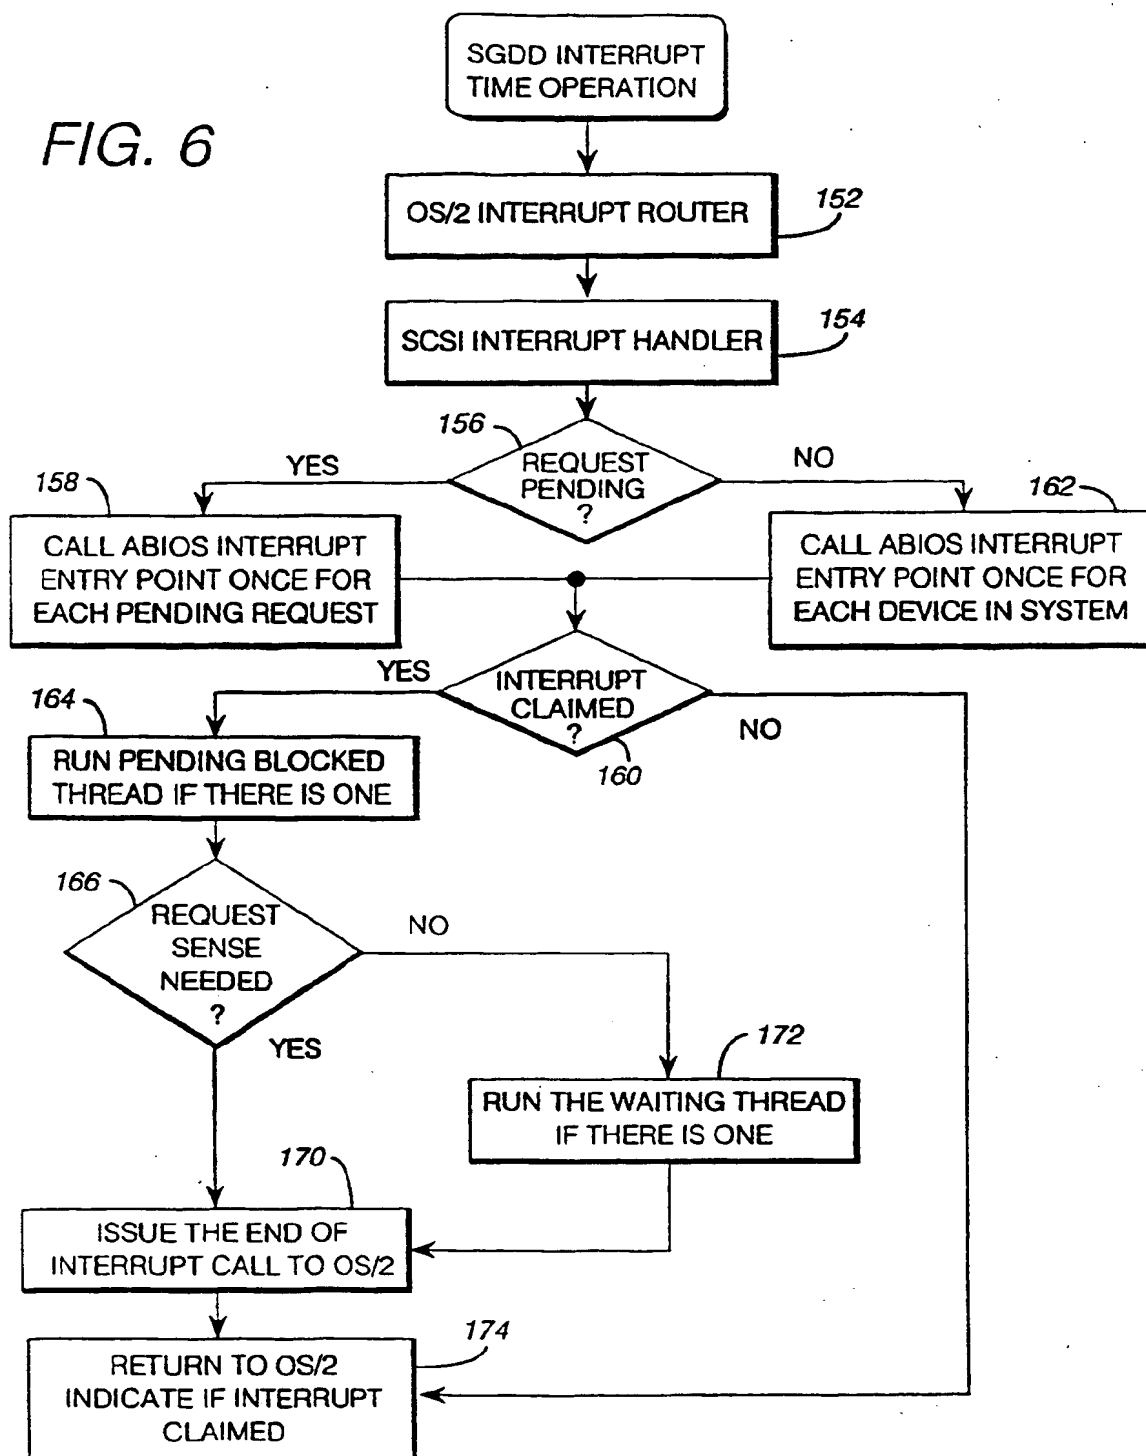 SGDD INTERRUPT
TIME OPERATION
FIG. 6
OS/2 INTERRUPT ROUTER
152
SCSI INTERRUPT HANDLER
154
156
REQUEST
PENDING
?
YES
NO
158
CALL ABIOS INTERRUPT
ENTRY POINT ONCE FOR
EACH PENDING REQUEST
162
CALL ABIOS INTERRUPT
ENTRY POINT ONCE FOR
EACH DEVICE IN SYSTEM
YES
INTERRUPT
CLAIMED
?
NO
160
164
RUN PENDING BLOCKED
THREAD IF THERE IS ONE
166
REQUEST
SENSE
NEEDED
?
NO
YES
172
RUN THE WAITING THREAD
IF THERE IS ONE
170
ISSUE THE END OF
INTERRUPT CALL TO OS/2
174
RETURN TO OS/2
INDICATE IF INTERRUPT
CLAIMED